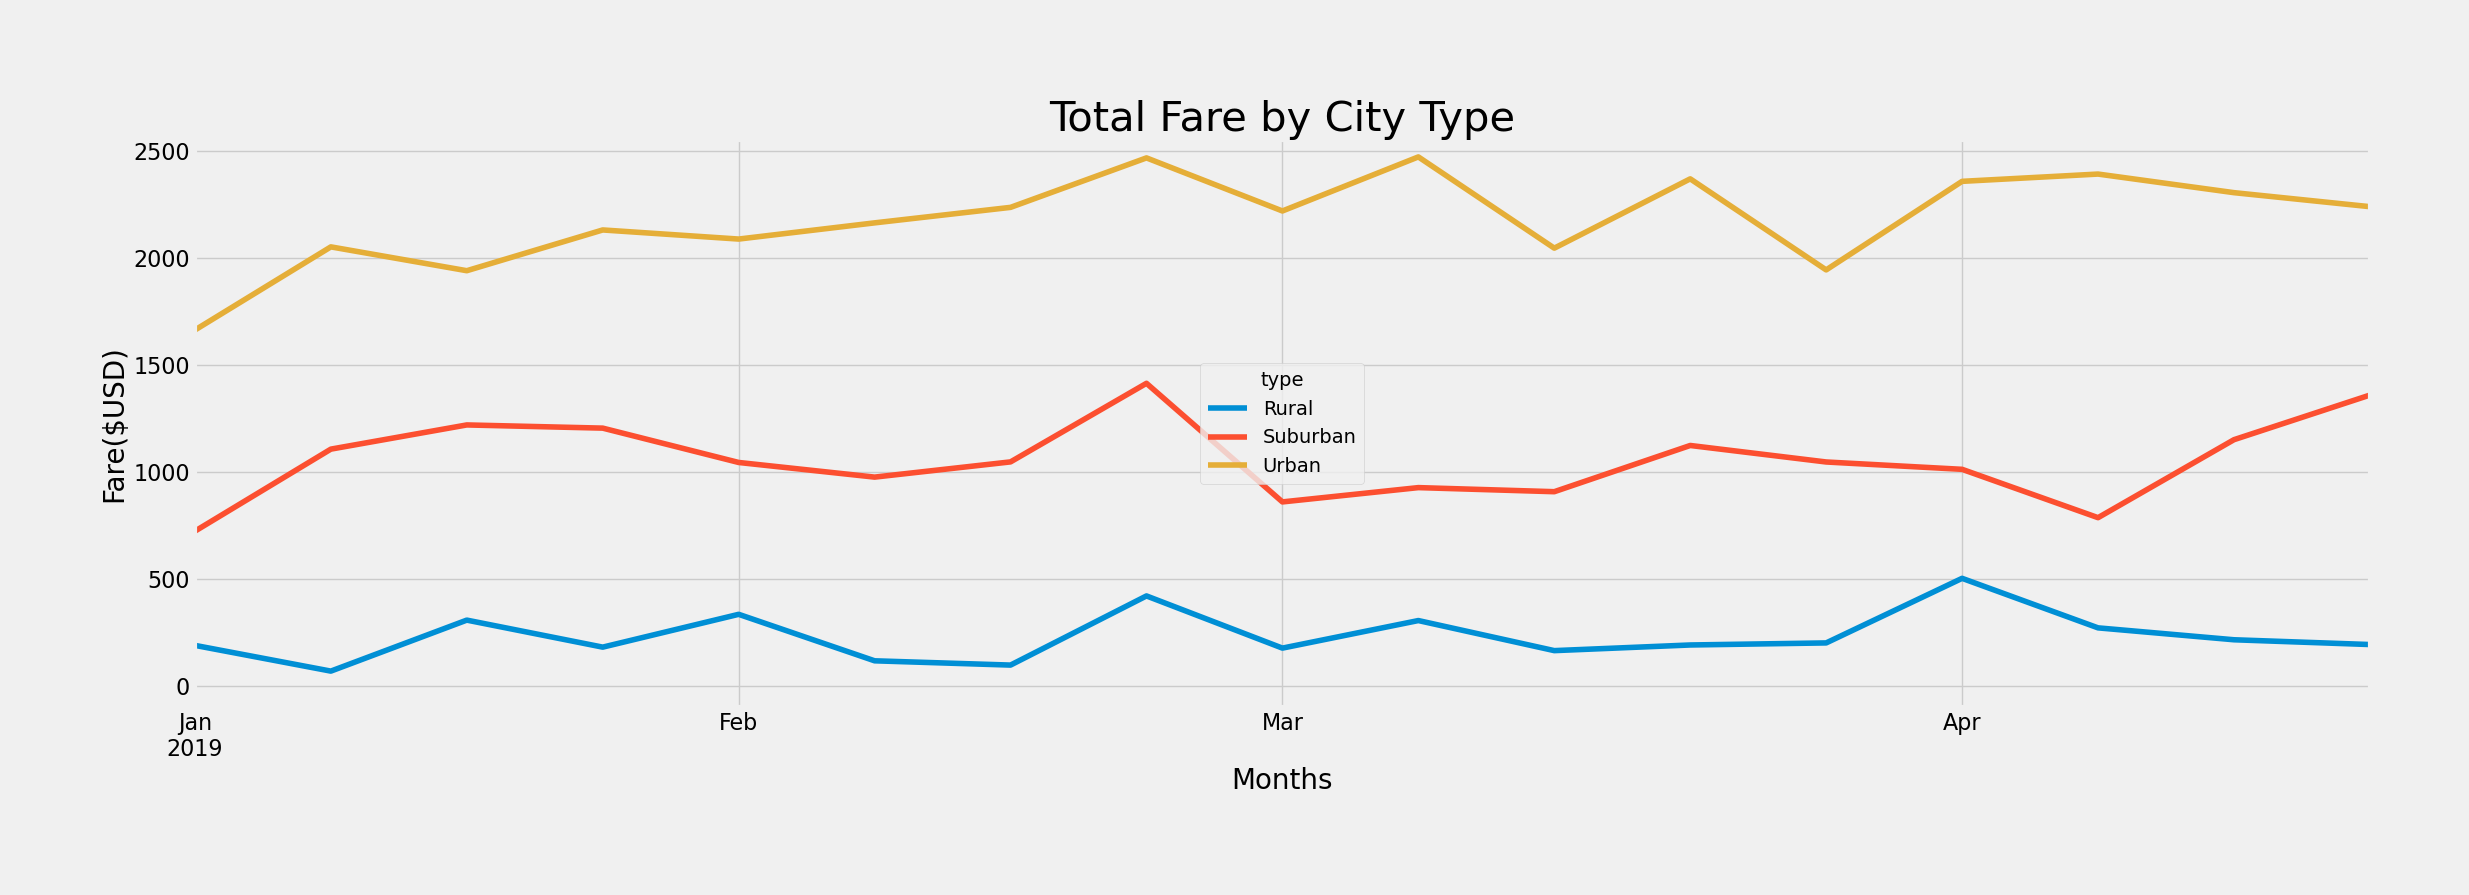 Total Fare by City Type
Fare($USD)
2500
2000
1500
1000
500
0
type
Rural
Suburban
Urban
Jan
2019
Feb
Mar
Apr
Months